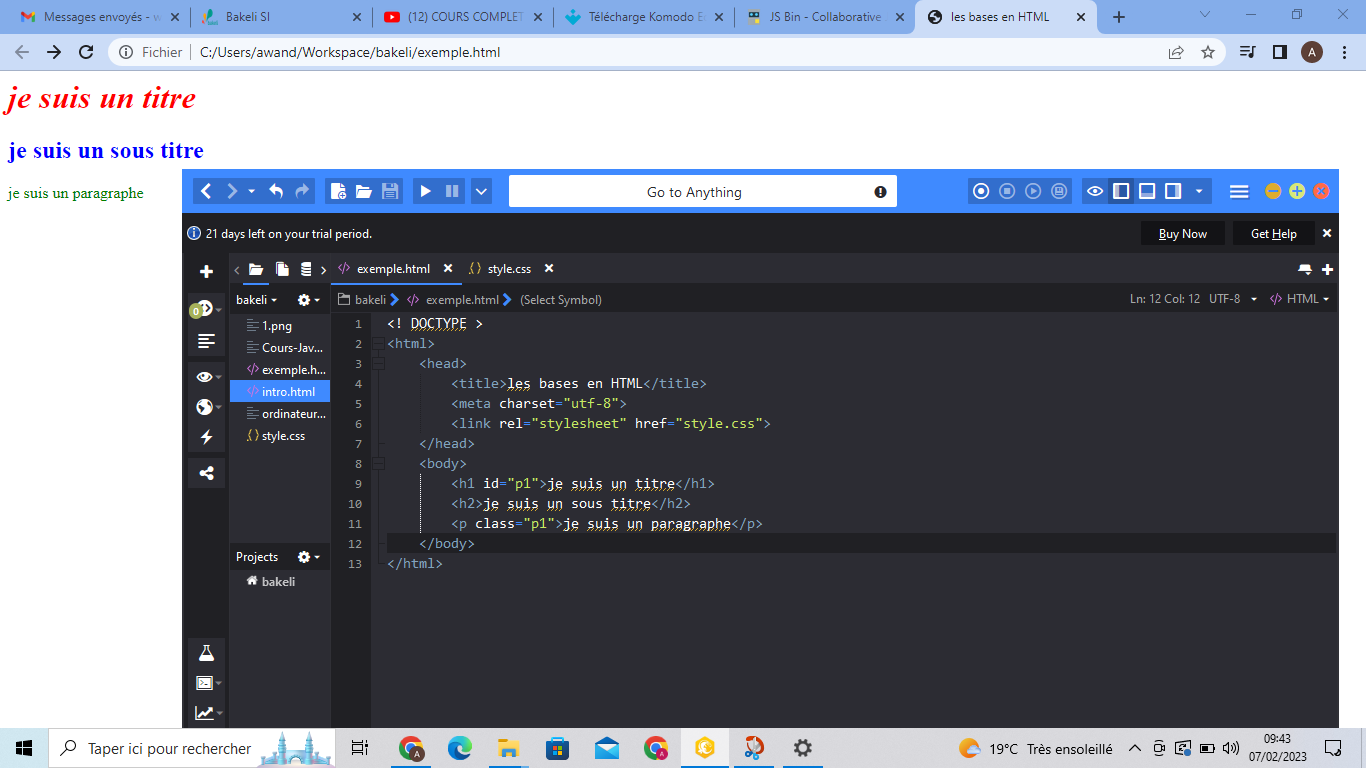 Messages envoyés - w
Bakeli SI
(12) COURS COMPLET
Télécharge Komodo E
JS Bin - Collaborative
les bases en HTML
Fichier
C:/Users/awand/Workspace/bakeli/exemple.html
A
je suis un titre
je suis un sous titre
je suis un paragraphe
Go to Anything
21 days left on your trial period.
Buy Now
Get Help
exemple.html
style.css
bakeli
bakeli
exemple.html
(Select Symbol)
Ln: 12 Col: 12
UTF-8
HTML
0
1.png
Cours-Jav...
exemple.h...
intro.html
ordinateur...
style.css
Projects
bakeli
1 <! DOCTYPE >
2 <html>
3 <head>
4 <title>les bases en HTML</title>
5 <meta charset="utf-8">
6 <link rel="stylesheet" href="style.css">
7 </head>
8 <body>
9 <h1 id="p1">je suis un titre</h1>
10 <h2>je suis un sous titre</h2>
11 <p class="p1">je suis un paragraphe</p>
12 </body>
13 </html>
Taper ici pour rechercher
19°C Très ensoleillé
09:43
07/02/2023